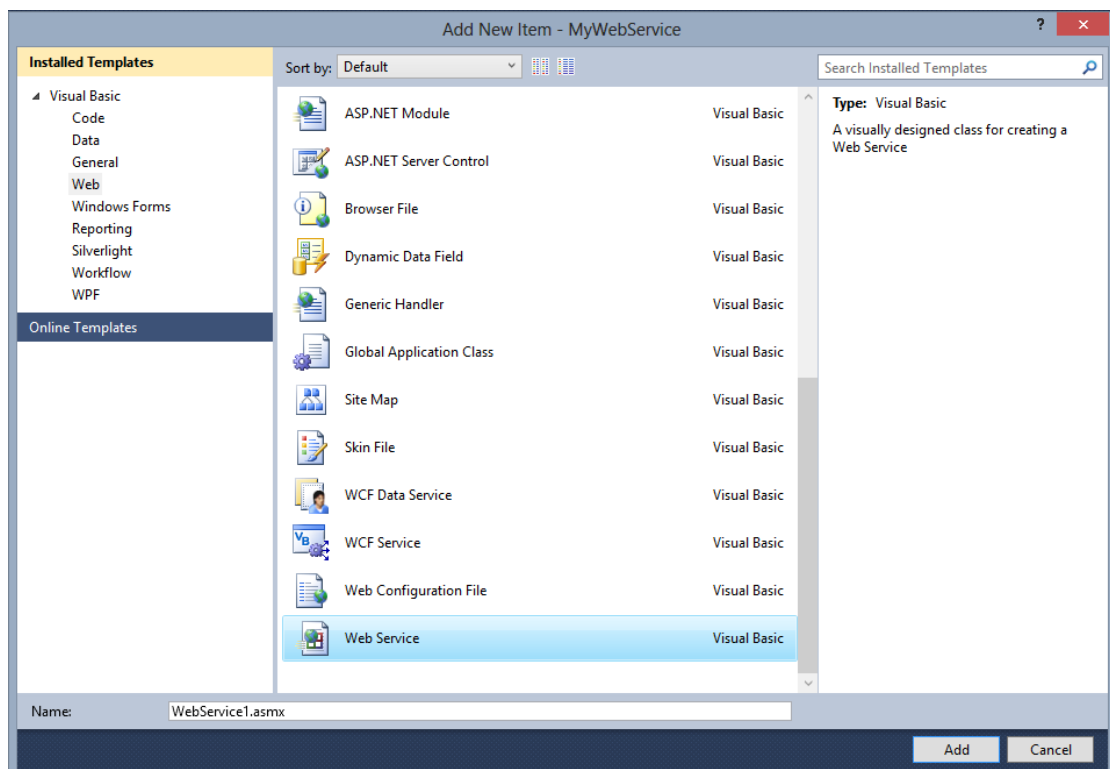 Add New Item - MyWebService
?
Installed Templates
Sort by: Default
Search Installed Templates
Visual Basic
Code
Data
General
Web
Windows Forms
Reporting
Silverlight
Workflow
WPF
Online Templates
ASP.NET Module Visual Basic
ASP.NET Server Control Visual Basic
Browser File Visual Basic
Dynamic Data Field Visual Basic
Generic Handler Visual Basic
Global Application Class Visual Basic
Site Map Visual Basic
Skin File Visual Basic
WCF Data Service Visual Basic
VB
WCF Service Visual Basic
Web Configuration File Visual Basic
Web Service Visual Basic
Type: Visual Basic
A visually designed class for creating a
Web Service
Name: WebService1.asmx
Add Cancel